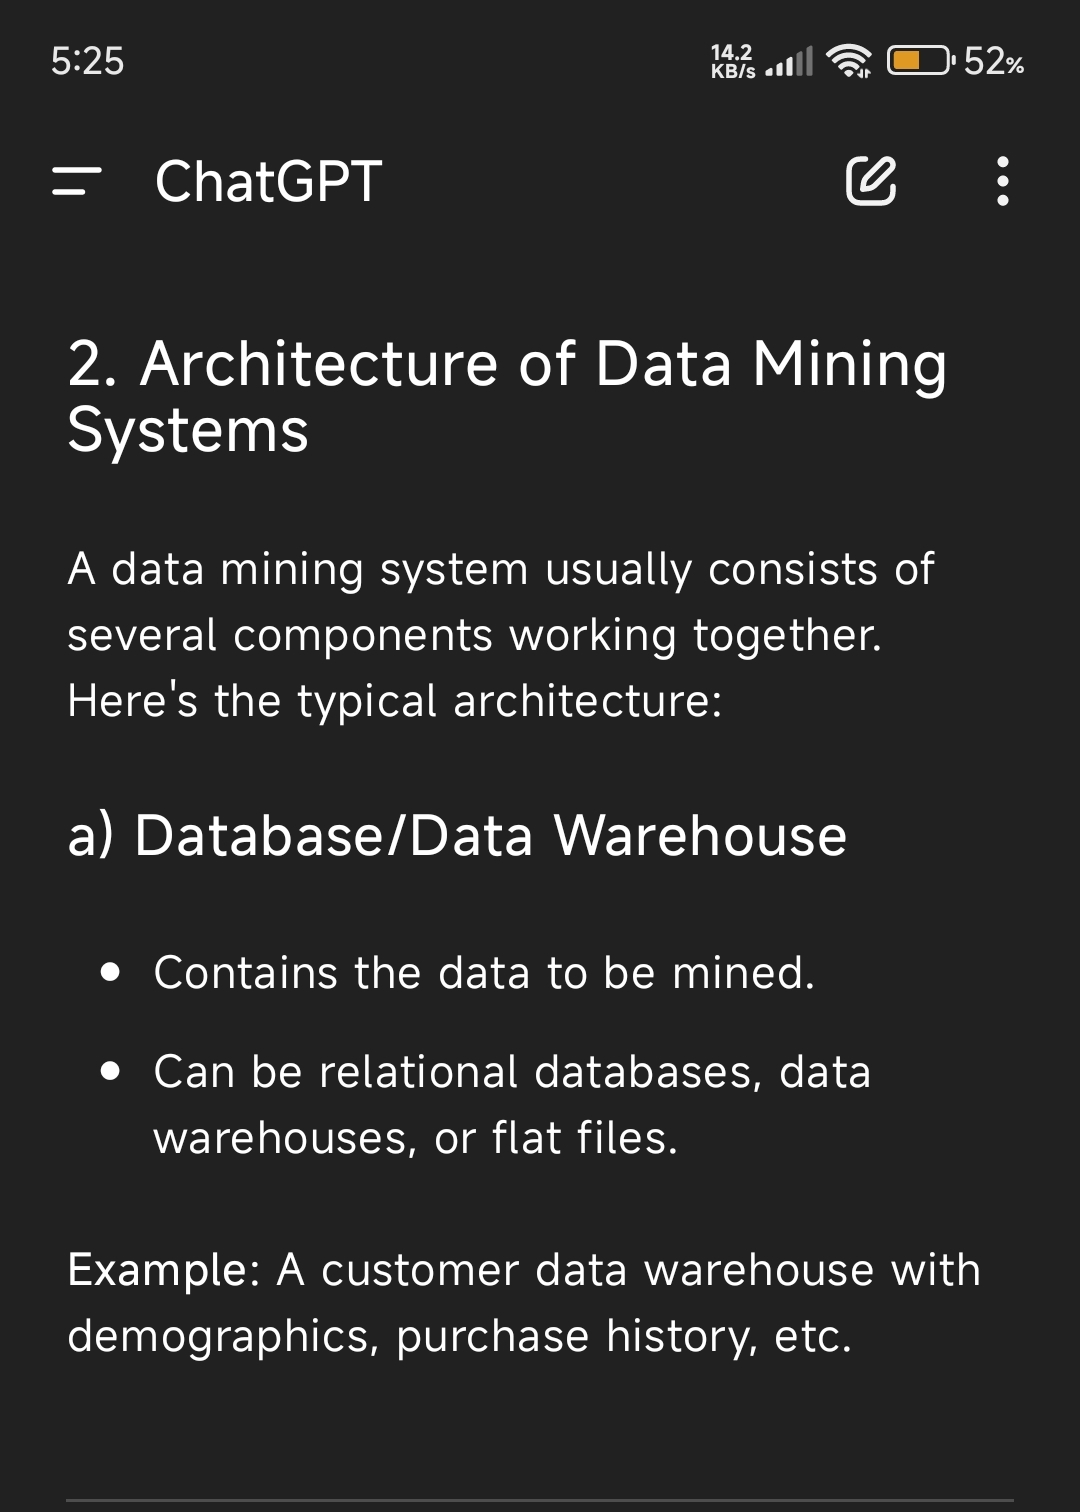 5:25
14.2
KB/s
52%
ChatGPT
2. Architecture of Data Mining
Systems
A data mining system usually consists of
several components working together.
Here's the typical architecture:
a) Database/Data Warehouse
• Contains the data to be mined.
• Can be relational databases, data
warehouses, or flat files.
Example: A customer data warehouse with
demographics, purchase history, etc.